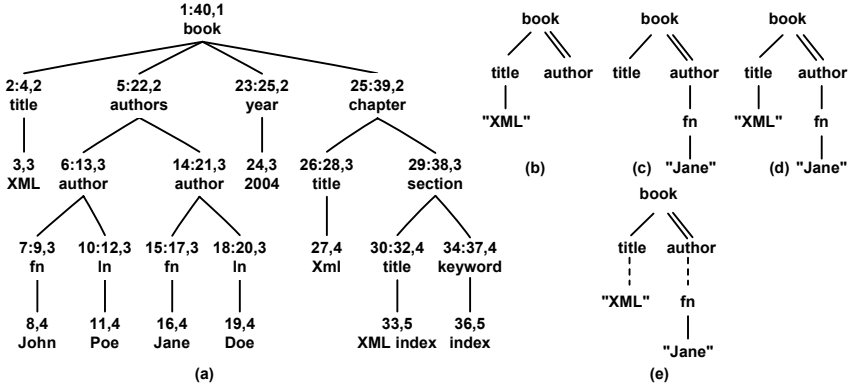 1:40,1
book
2:4,2
title
5:22,2
authors
23:25,2
year
25:39,2
chapter
3,3
XML
6:13,3
author
14:21,3
author
24,3
2004
26:28,3
title
29:38,3
section
7:9,3
fn
10:12,3
ln
15:17,3
fn
18:20,3
ln
27,4
Xml
30:32,4
title
34:37,4
keyword
8,4
John
11,4
Poe
16,4
Jane
19,4
Doe
33,5
XML index
36,5
index
(a)
book
title author
"XML"
(b)
book
title author
fn
"Jane"
(c)
book
title author
"XML" fn
"Jane"
(d)
book
title author
"XML" fn
"Jane"
(e)